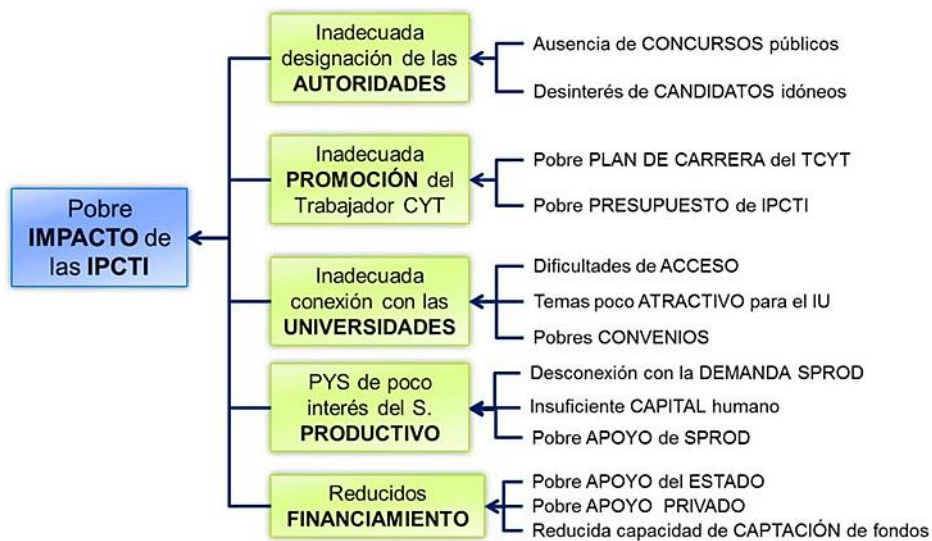 Pobre
IMPACTO de
las IPCTI
Inadecuada
designación de las
AUTORIDADES
Ausencia de CONCURSOS públicos
Desinterés de CANDIDATOS idóneos
Inadecuada
PROMOCIÓN del
Trabajador CYT
Pobre PLAN DE CARRERA del TCYT
Pobre PRESUPUESTO de IPCTI
Inadecuada
conexión con las
UNIVERSIDADES
Dificultades de ACCESO
Temas poco ATRACTIVO para el IU
Pobres CONVENIOS
PYS de poco
interés del S.
PRODUCTIVO
Desconexión con la DEMANDA SPROD
Insuficiente CAPITAL humano
Pobre APOYO de SPROD
Reducidos
FINANCIAMIENTO
Pobre APOYO del ESTADO
Pobre APOYO PRIVADO
Reducida capacidad de CAPTACIÓN de fondos